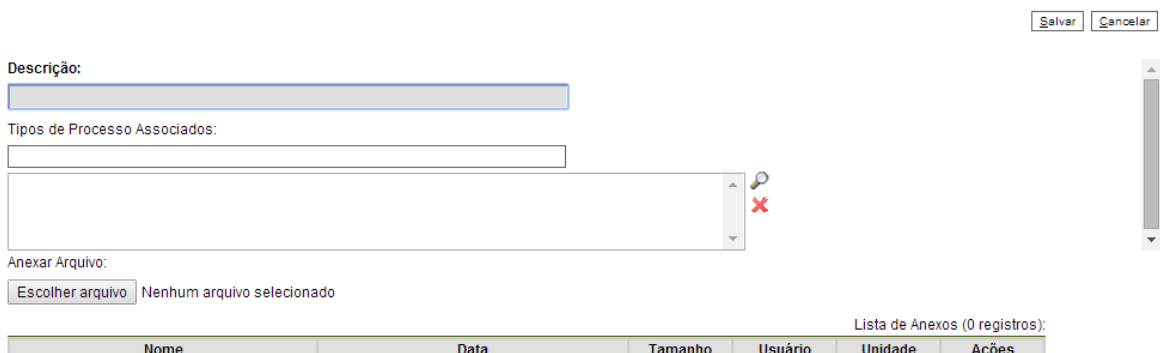 Salvar Cancelar
Descrição:
Tipos de Processo Associados:
Anexar Arquivo:
Escolher arquivo Nenhum arquivo selecionado
Lista de Anexos (0 registros):
Nome Data Tamanho Usuário Unidade Ações